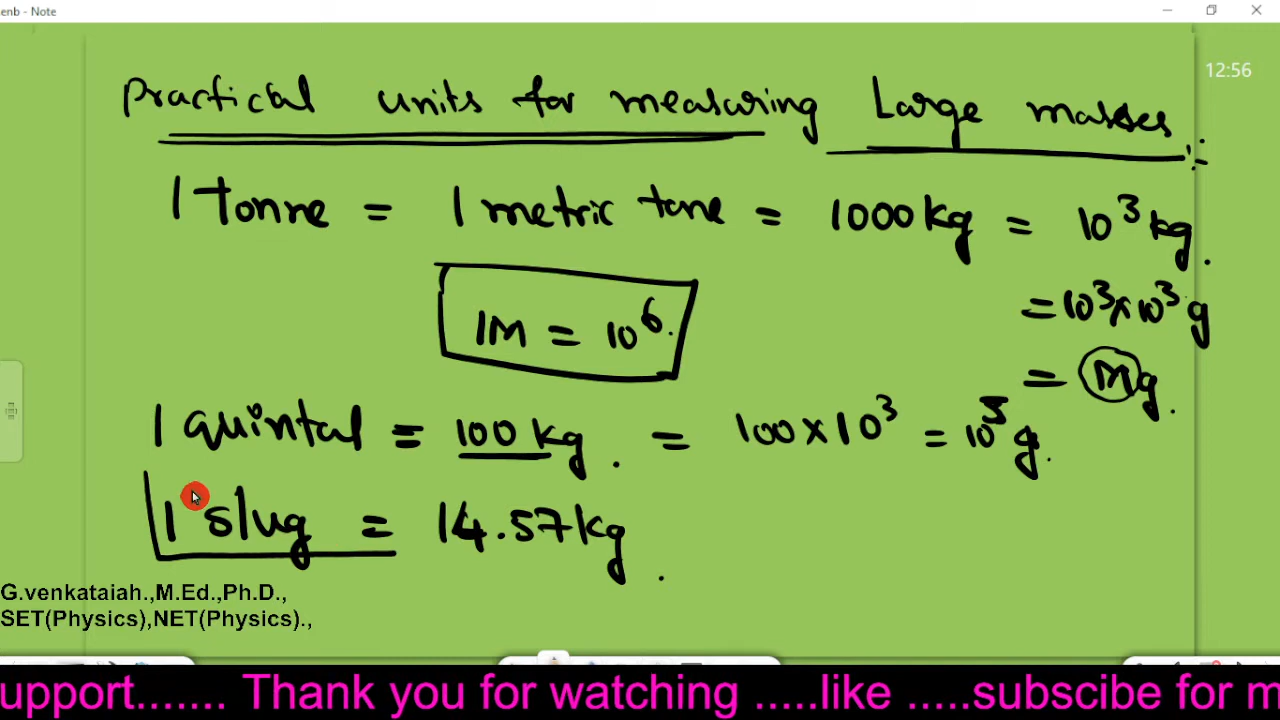 enb - Note
12:56
Practical units for measuring Large masses :-
1 Tonne = 1 metric tone = 1000 kg = 10³ kg.
= 10³ x 10³ g
1M = 10⁶.
= Mg.
1 quintal = 100 kg. = 100 x 10³ = 10⁵ g.
1 slug = 14.57 kg.
G.venkataiah.,M.Ed.,Ph.D.,
SET(Physics),NET(Physics).,
upport....... Thank you for watching .....like .....subscibe for m